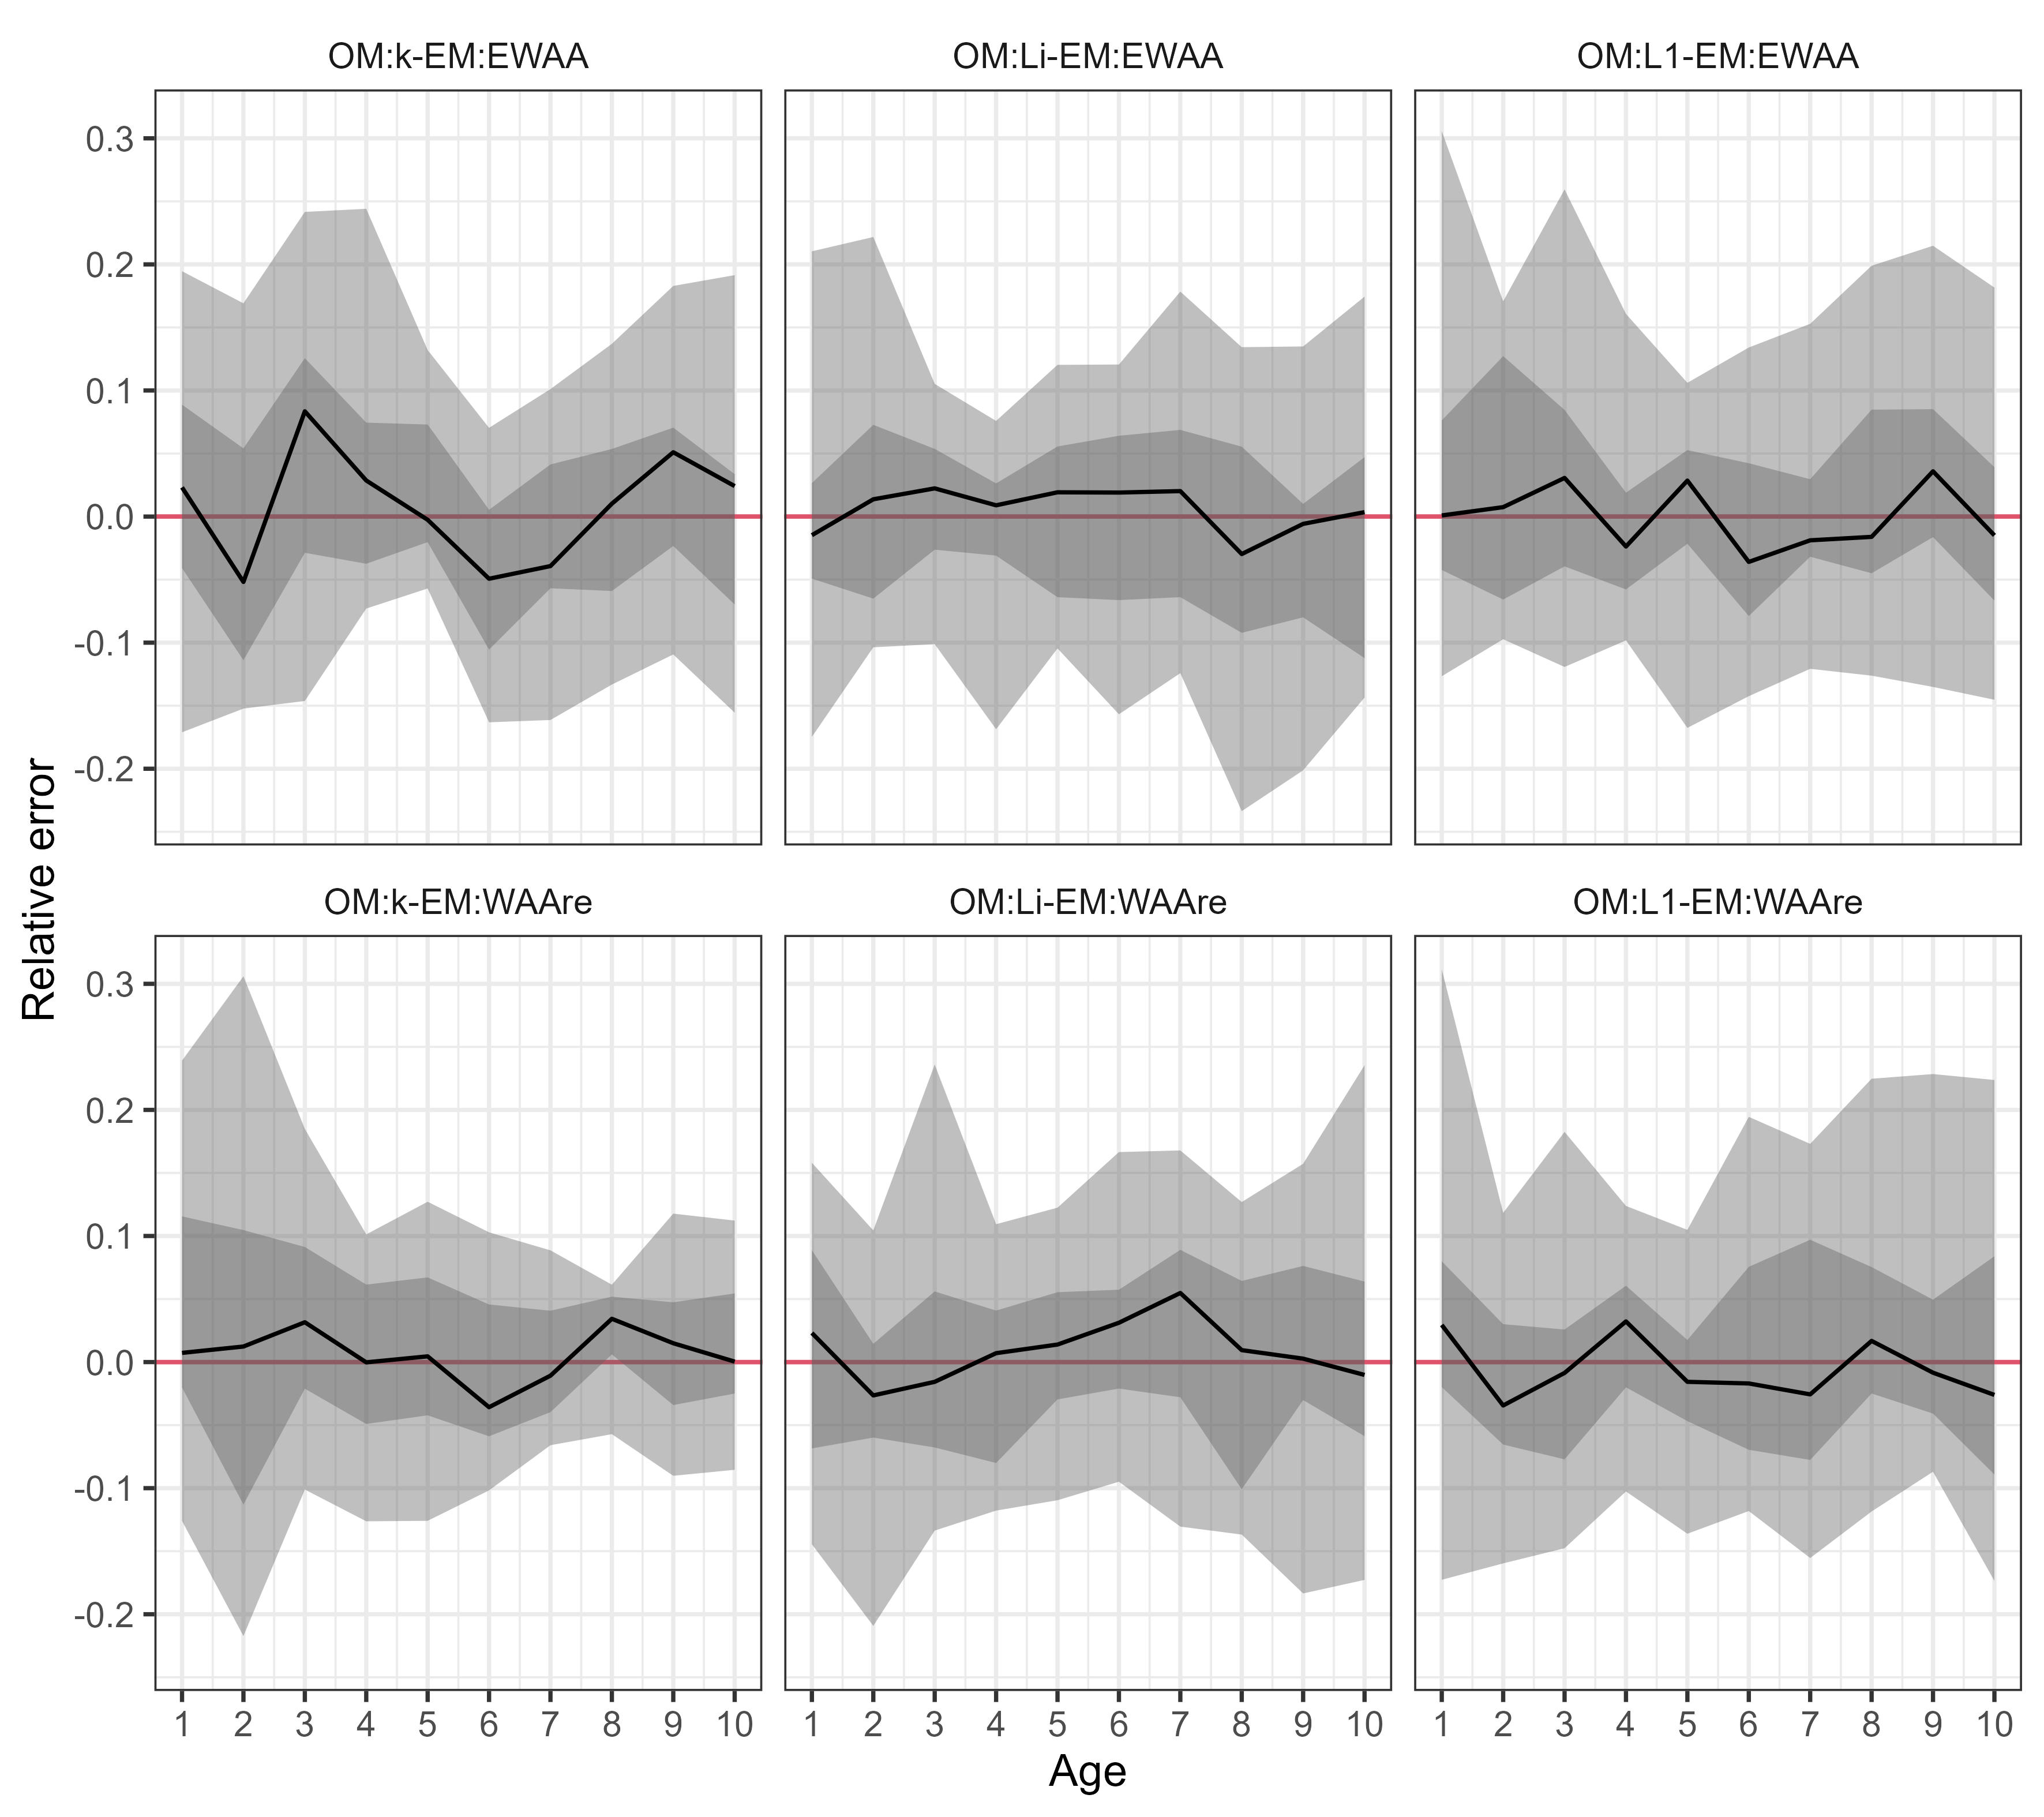 OM:k-EM:EWAA
OM:Li-EM:EWAA
OM:L1-EM:EWAA
0.3
0.2
0.1
0.0
-0.1
-0.2
OM:k-EM:WAAre
OM:Li-EM:WAAre
OM:L1-EM:WAAre
0.3
0.2
0.1
0.0
-0.1
-0.2
1 2 3 4 5 6 7 8 9 10
1 2 3 4 5 6 7 8 9 10
1 2 3 4 5 6 7 8 9 10
Relative error
Age